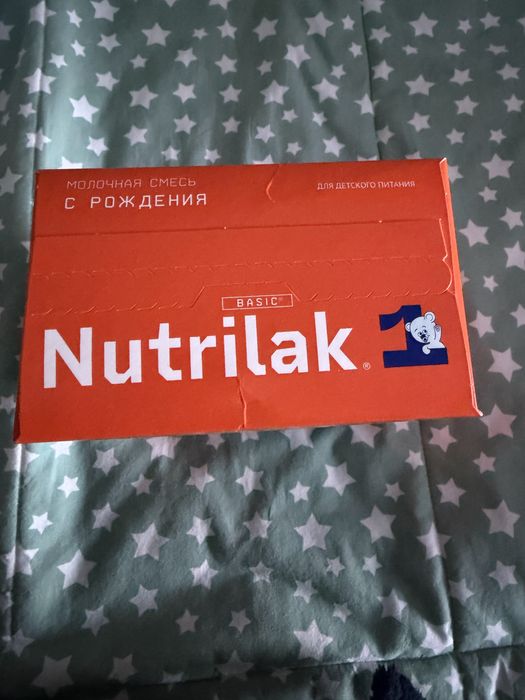 МОЛОЧНАЯ СМЕСЬ
С РОЖДЕНИЯ
ДЛЯ ДЕТСКОГО ПИТАНИЯ
BASIC®
Nutrilak® 1